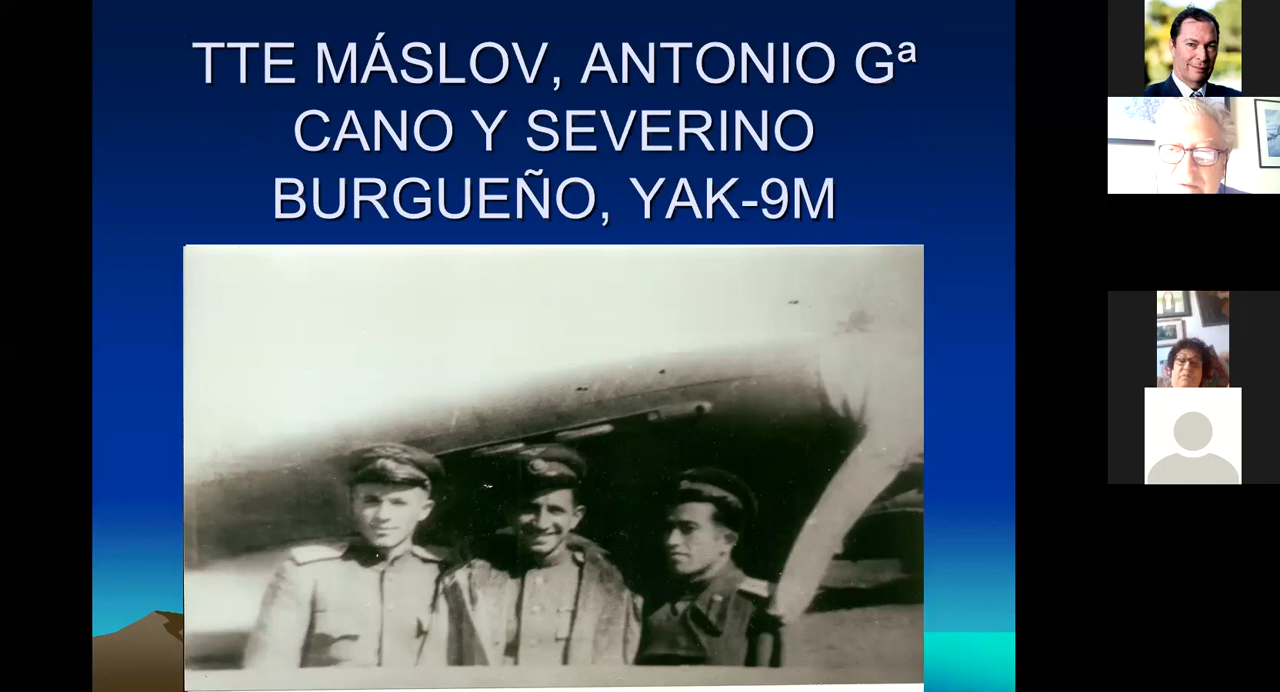 TTE MÁSLOV, ANTONIO Gª
CANO Y SEVERINO
BURGUEÑO, YAK-9M